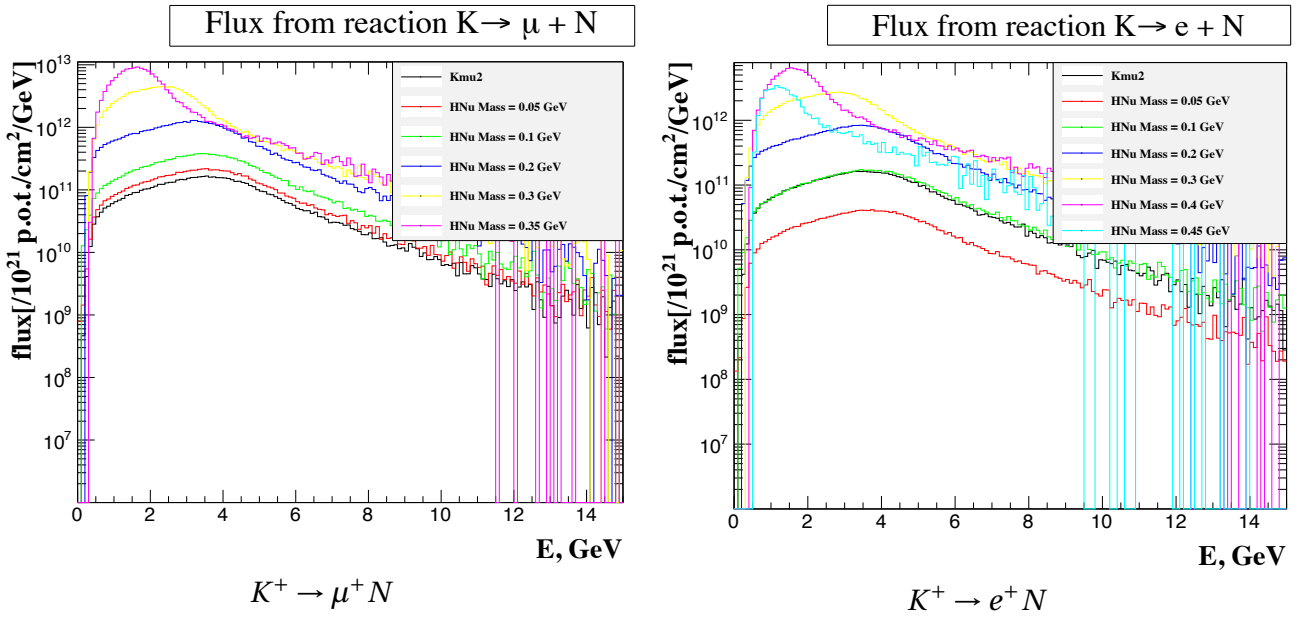 Flux from reaction K→ μ + N
flux[/10^21 p.o.t./cm^2/GeV]
10^13
10^12
10^11
10^10
10^9
10^8
10^7
Kmu2
HNu Mass = 0.05 GeV
HNu Mass = 0.1 GeV
HNu Mass = 0.2 GeV
HNu Mass = 0.3 GeV
HNu Mass = 0.35 GeV
0 2 4 6 8 10 12 14
E, GeV
K^+ → μ^+ N
Flux from reaction K→ e + N
flux[/10^21 p.o.t./cm^2/GeV]
10^12
10^11
10^10
10^9
10^8
10^7
Kmu2
HNu Mass = 0.05 GeV
HNu Mass = 0.1 GeV
HNu Mass = 0.2 GeV
HNu Mass = 0.3 GeV
HNu Mass = 0.4 GeV
HNu Mass = 0.45 GeV
0 2 4 6 8 10 12 14
E, GeV
K^+ → e^+ N